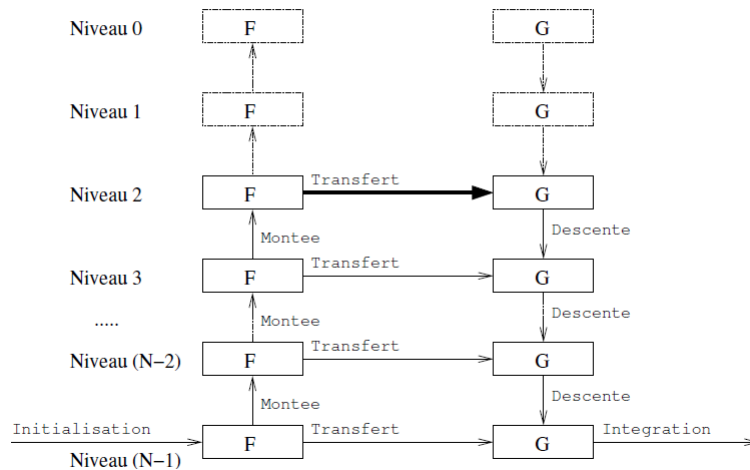 Niveau 0 F G
Niveau 1 F G
Transfert
Niveau 2 F G
Montee Descente
Transfert
Niveau 3 F G
.....
Montee Descente
Transfert
Niveau (N−2) F G
Montee Descente
Initialisation Transfert Integration
F G
Niveau (N−1)